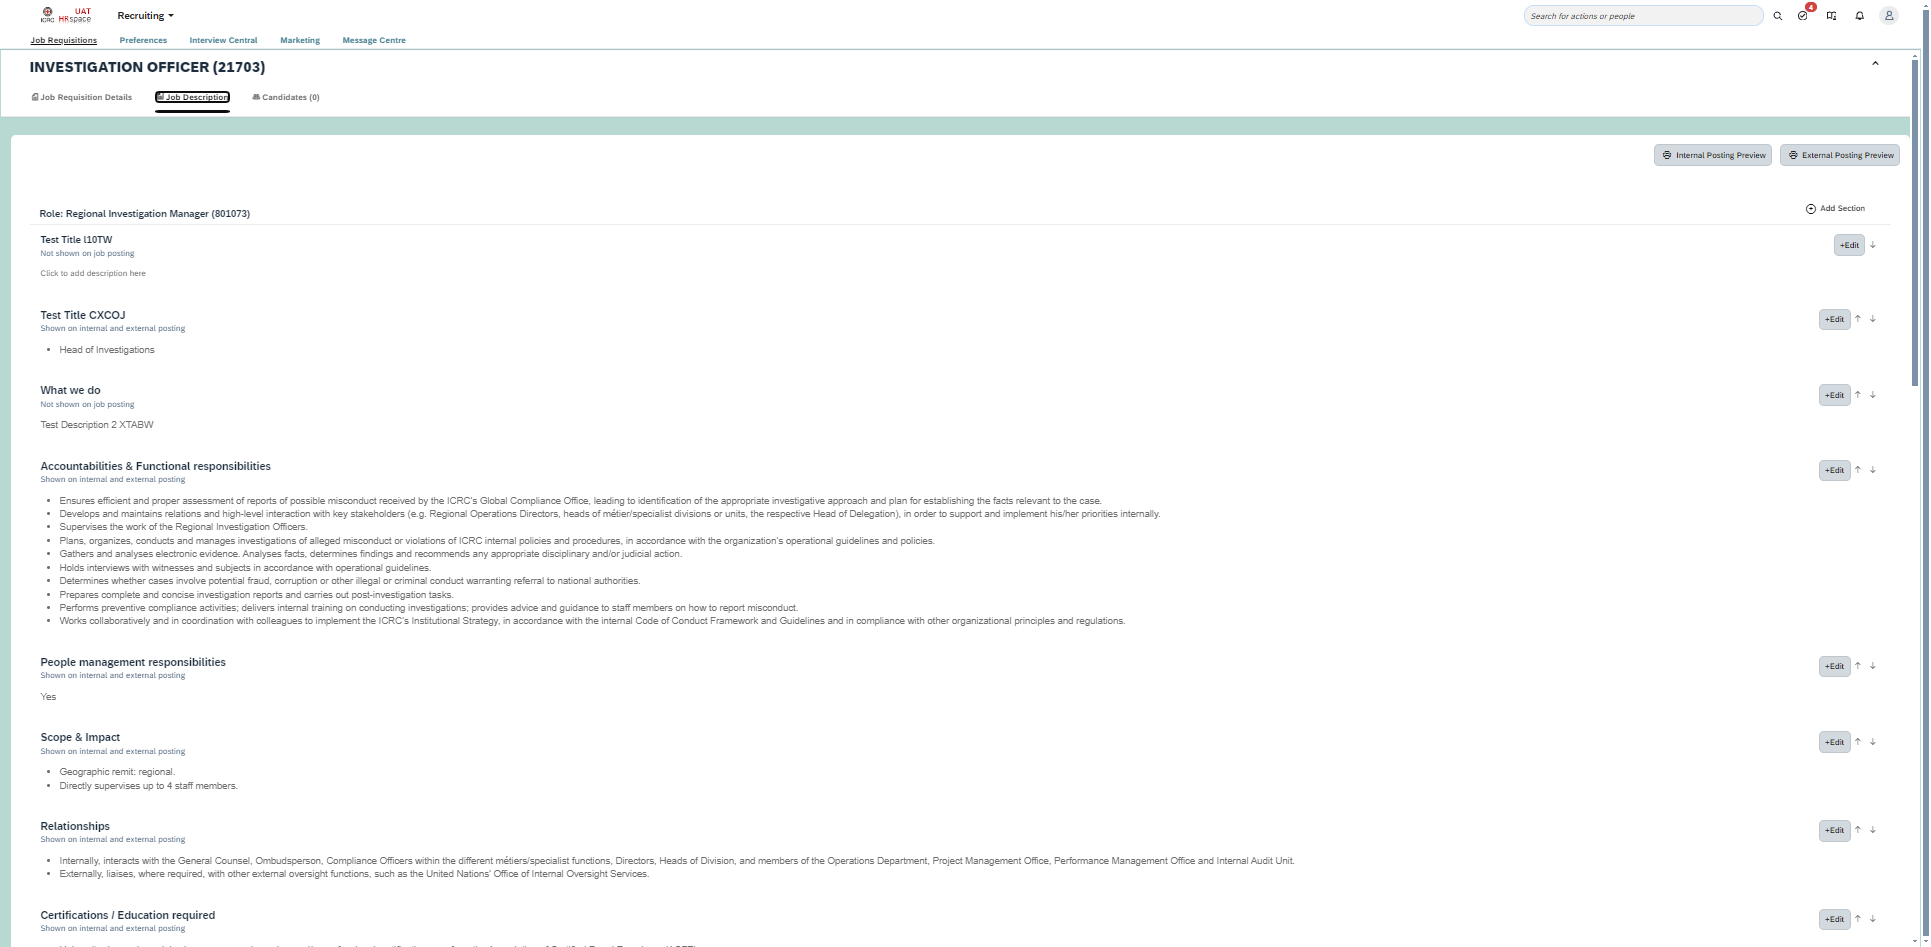 ICRC
UAT
HRspace
Recruiting
Search for actions or people
4
Job Requisitions
Preferences
Interview Central
Marketing
Message Centre
INVESTIGATION OFFICER (21703)
Job Requisition Details
Job Description
Candidates (0)
Internal Posting Preview
External Posting Preview
Role: Regional Investigation Manager (801073)
Add Section
Test Title I10TW
+Edit
Not shown on job posting
Click to add description here
Test Title CXCOJ
+Edit
Shown on internal and external posting
• Head of Investigations
What we do
+Edit
Not shown on job posting
Test Description 2 XTABW
Accountabilities & Functional responsibilities
+Edit
Shown on internal and external posting
• Ensures efficient and proper assessment of reports of possible misconduct received by the ICRC's Global Compliance Office, leading to identification of the appropriate investigative approach and plan for establishing the facts relevant to the case.
• Develops and maintains relations and high-level interaction with key stakeholders (e.g. Regional Operations Directors, heads of métier/specialist divisions or units, the respective Head of Delegation), in order to support and implement his/her priorities internally.
• Supervises the work of the Regional Investigation Officers.
• Plans, organizes, conducts and manages investigations of alleged misconduct or violations of ICRC internal policies and procedures, in accordance with the organization's operational guidelines and policies.
• Gathers and analyses electronic evidence. Analyses facts, determines findings and recommends any appropriate disciplinary and/or judicial action.
• Holds interviews with witnesses and subjects in accordance with operational guidelines.
• Determines whether cases involve potential fraud, corruption or other illegal or criminal conduct warranting referral to national authorities.
• Prepares complete and concise investigation reports and carries out post-investigation tasks.
• Performs preventive compliance activities; delivers internal training on conducting investigations; provides advice and guidance to staff members on how to report misconduct.
• Works collaboratively and in coordination with colleagues to implement the ICRC's Institutional Strategy, in accordance with the internal Code of Conduct Framework and Guidelines and in compliance with other organizational principles and regulations.
People management responsibilities
+Edit
Shown on internal and external posting
Yes
Scope & Impact
+Edit
Shown on internal and external posting
• Geographic remit: regional.
• Directly supervises up to 4 staff members.
Relationships
+Edit
Shown on internal and external posting
• Internally, interacts with the General Counsel, Ombudsperson, Compliance Officers within the different métiers/specialist functions, Directors, Heads of Division, and members of the Operations Department, Project Management Office, Performance Management Office and Internal Audit Unit.
• Externally, liaises, where required, with other external oversight functions, such as the United Nations' Office of Internal Oversight Services.
Certifications / Education required
+Edit
Shown on internal and external posting